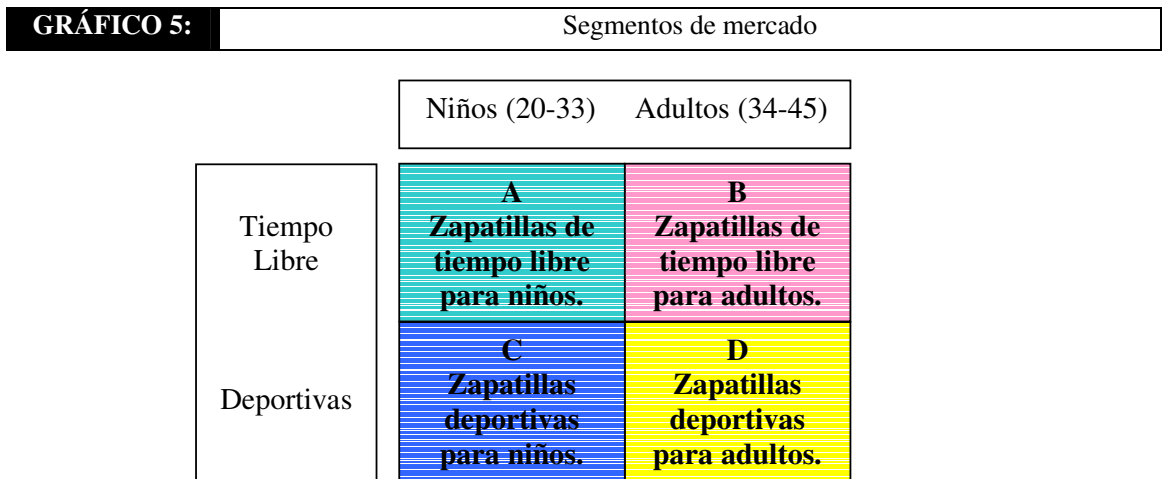 GRÁFICO 5: Segmentos de mercado
Niños (20-33) Adultos (34-45)
Tiempo
Libre
A
Zapatillas de
tiempo libre
para niños.
B
Zapatillas de
tiempo libre
para adultos.
Deportivas
C
Zapatillas
deportivas
para niños.
D
Zapatillas
deportivas
para adultos.